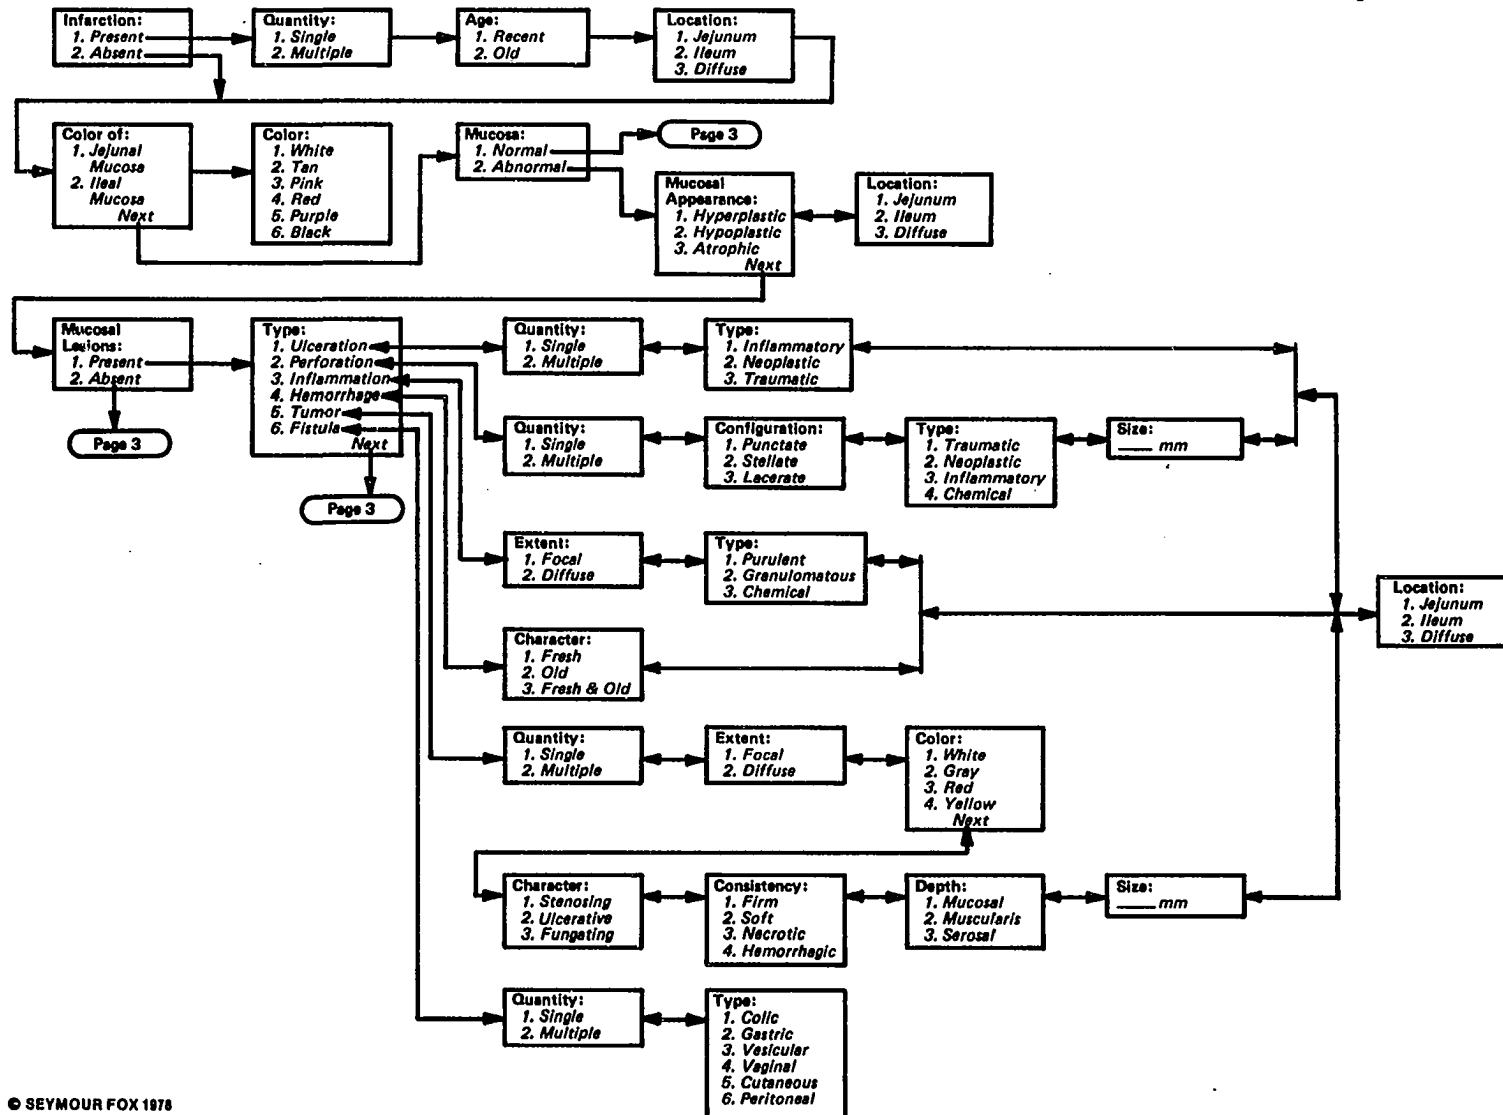 Infarction:
1. Present
2. Absent
Quantity:
1. Single
2. Multiple
Age:
1. Recent
2. Old
Location:
1. Jejunum
2. Ileum
3. Diffuse
Color of:
1. Jejunal
Mucosa
2. Ileal
Mucosa
Next
Color:
1. White
2. Tan
3. Pink
4. Red
5. Purple
6. Black
Mucosa:
1. Normal
2. Abnormal
Page 3
Mucosal
Appearance:
1. Hyperplastic
2. Hypoplastic
3. Atrophic
Next
Location:
1. Jejunum
2. Ileum
3. Diffuse
Mucosal
Lesions:
1. Present
2. Absent
Page 3
Type:
1. Ulceration
2. Perforation
3. Inflammation
4. Hemorrhage
5. Tumor
6. Fistula
Next
Page 3
Quantity:
1. Single
2. Multiple
Type:
1. Inflammatory
2. Neoplastic
3. Traumatic
Quantity:
1. Single
2. Multiple
Configuration:
1. Punctate
2. Stellate
3. Lacerate
Type:
1. Traumatic
2. Neoplastic
3. Inflammatory
4. Chemical
Size:
____ mm
Extent:
1. Focal
2. Diffuse
Type:
1. Purulent
2. Granulomatous
3. Chemical
Location:
1. Jejunum
2. Ileum
3. Diffuse
Character:
1. Fresh
2. Old
3. Fresh & Old
Quantity:
1. Single
2. Multiple
Extent:
1. Focal
2. Diffuse
Color:
1. White
2. Gray
3. Red
4. Yellow
Next
Character:
1. Stenosing
2. Ulcerative
3. Fungating
Consistency:
1. Firm
2. Soft
3. Necrotic
4. Hemorrhagic
Depth:
1. Mucosal
2. Muscularis
3. Serosal
Size:
____ mm
Quantity:
1. Single
2. Multiple
Type:
1. Colic
2. Gastric
3. Vesicular
4. Vaginal
5. Cutaneous
6. Peritoneal
© SEYMOUR FOX 1978